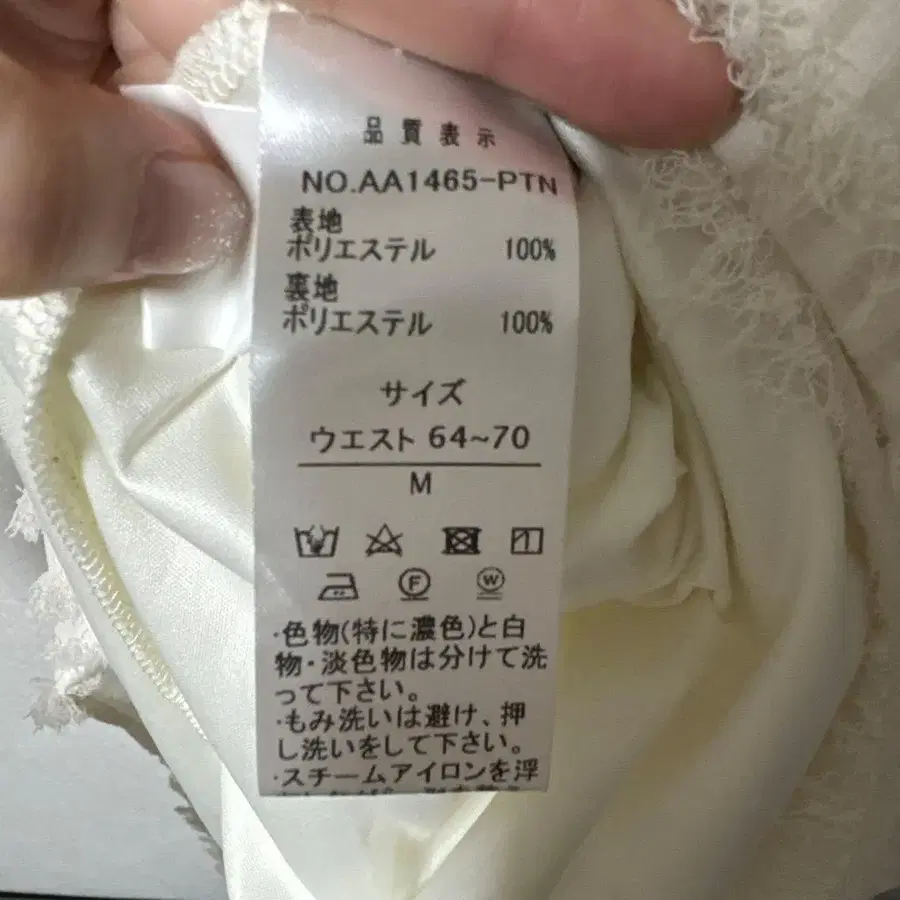 品質表示
NO.AA1465-PTN
表地
ポリエステル 100%
裏地
ポリエステル 100%
サイズ
ウエスト 64~70
M
F W
·色物(特に濃色)と白
物・淡色物は分けて洗
って下さい。
·もみ洗いは避け、押
し洗いをして下さい。
·スチームアイロンを浮